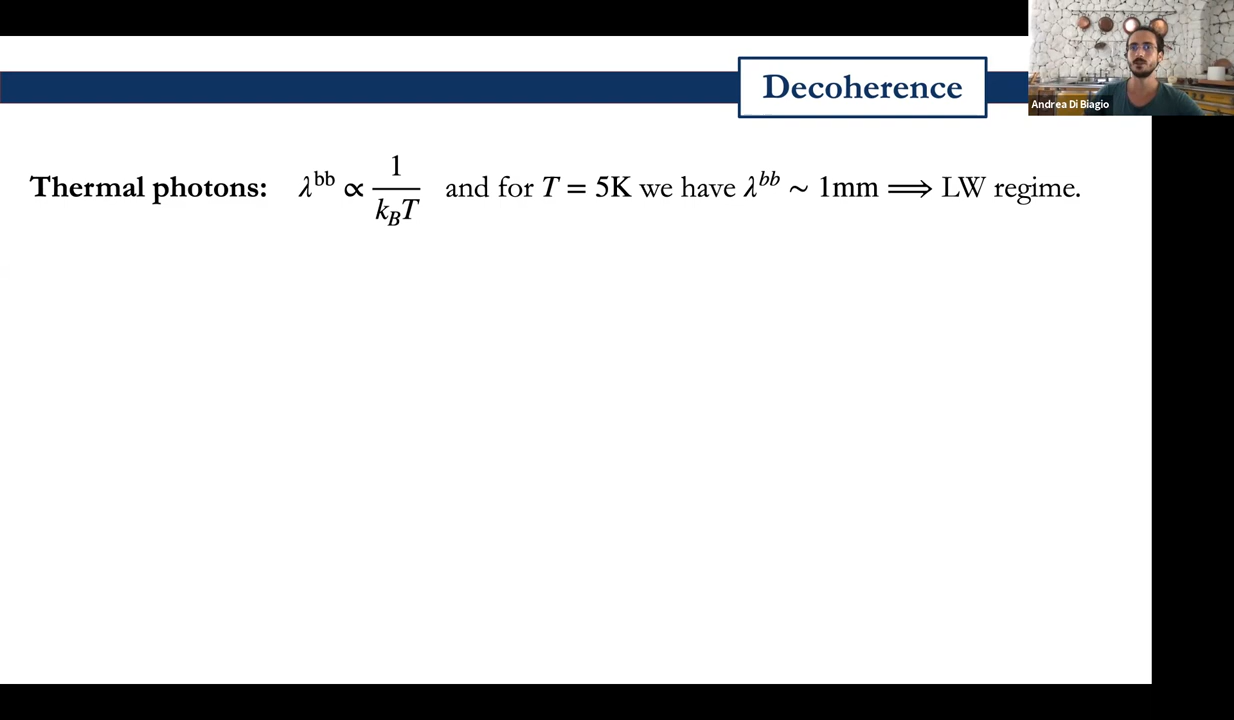 Decoherence
Andrea Di Biagio
Thermal photons: λ^bb ∝ 1/(k_B T) and for T = 5K we have λ^bb ~ 1mm ⟹ LW regime.